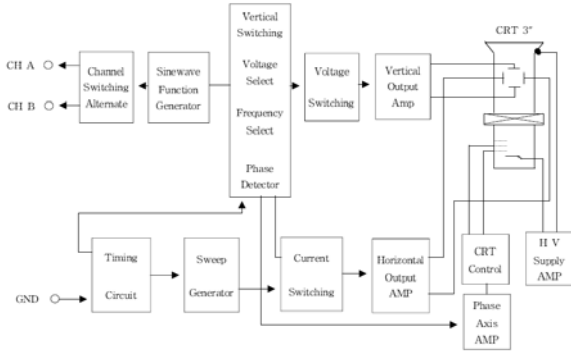 CRT 3″
Vertical
Switching
Voltage
Select
Frequency
Select
Phase
Detector
CH A
CH B
Channel
Switching
Alternate
Sinewave
Function
Generator
Voltage
Switching
Vertical
Output
Amp
Timing
Circuit
Sweep
Generator
Current
Switching
Horizontal
Output
AMP
CRT
Control
H V
Supply
AMP
GND
Phase
Axis
AMP